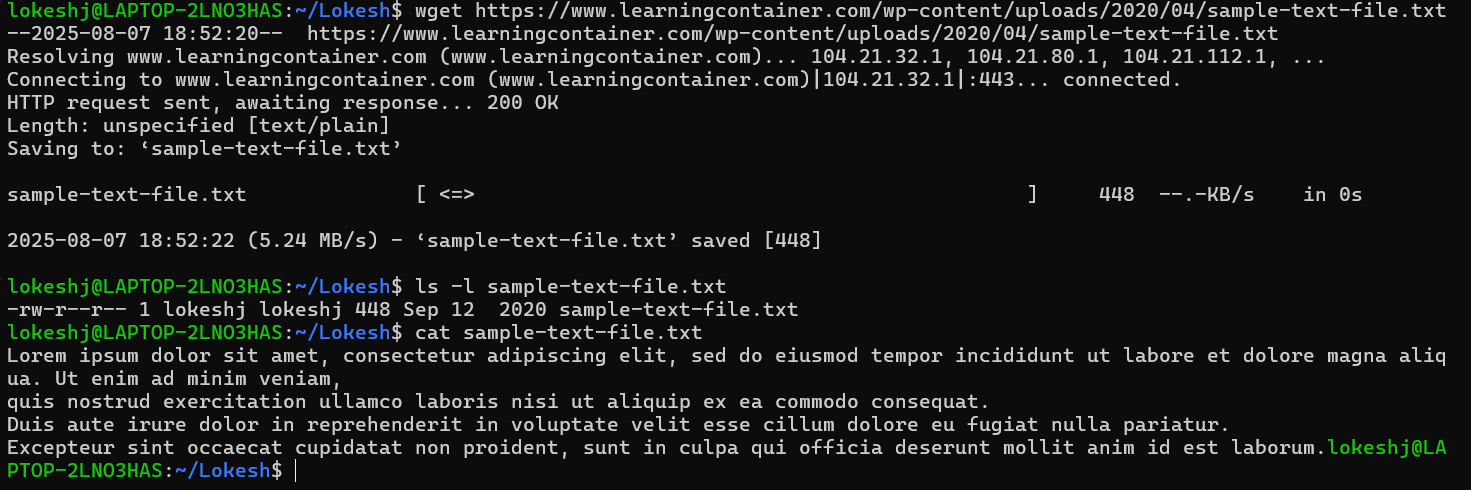 lokeshj@LAPTOP-2LNO3HAS:~/Lokesh$ wget https://www.learningcontainer.com/wp-content/uploads/2020/04/sample-text-file.txt
--2025-08-07 18:52:20--  https://www.learningcontainer.com/wp-content/uploads/2020/04/sample-text-file.txt
Resolving www.learningcontainer.com (www.learningcontainer.com)... 104.21.32.1, 104.21.80.1, 104.21.112.1, ...
Connecting to www.learningcontainer.com (www.learningcontainer.com)|104.21.32.1|:443... connected.
HTTP request sent, awaiting response... 200 OK
Length: unspecified [text/plain]
Saving to: ‘sample-text-file.txt’
sample-text-file.txt              [ <=>                                              ]     448  --.-KB/s    in 0s
2025-08-07 18:52:22 (5.24 MB/s) - ‘sample-text-file.txt’ saved [448]
lokeshj@LAPTOP-2LNO3HAS:~/Lokesh$ ls -l sample-text-file.txt
-rw-r--r-- 1 lokeshj lokeshj 448 Sep 12  2020 sample-text-file.txt
lokeshj@LAPTOP-2LNO3HAS:~/Lokesh$ cat sample-text-file.txt
Lorem ipsum dolor sit amet, consectetur adipiscing elit, sed do eiusmod tempor incididunt ut labore et dolore magna aliq
ua. Ut enim ad minim veniam,
quis nostrud exercitation ullamco laboris nisi ut aliquip ex ea commodo consequat.
Duis aute irure dolor in reprehenderit in voluptate velit esse cillum dolore eu fugiat nulla pariatur.
Excepteur sint occaecat cupidatat non proident, sunt in culpa qui officia deserunt mollit anim id est laborum.lokeshj@LA
PTOP-2LNO3HAS:~/Lokesh$